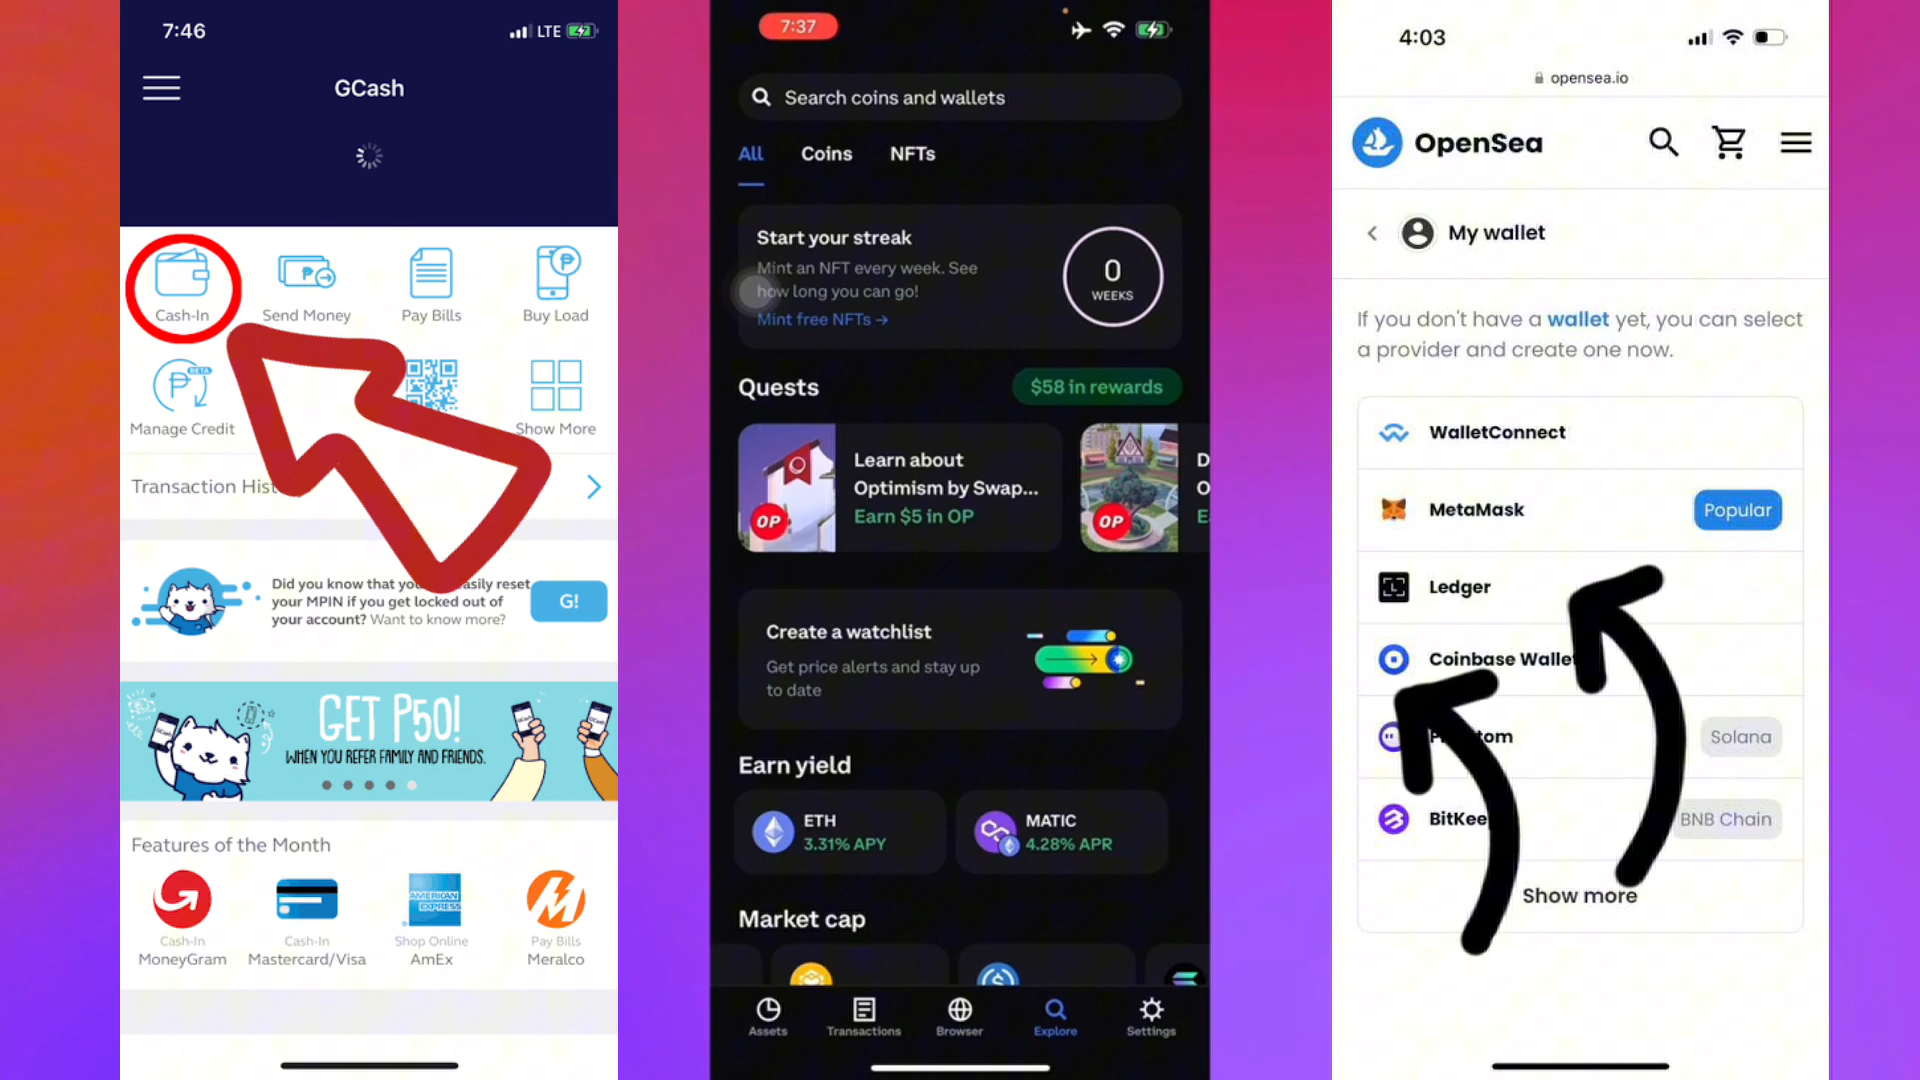 7:46
LTE
GCash
Cash-In
Send Money
Pay Bills
Buy Load
BETA
Manage Credit
Show More
Transaction
Did you know that
easily reset
your MPIN if you get locked out of
your account? Want to know more?
G!
GET P50!
WHEN YOU REFER FAMILY AND FRIENDS.
Features of the Month
AMERICAN
EXPRESS
Cash-In
MoneyGram
Cash-In
Mastercard/Visa
Shop Online
AmEx
Pay Bills
Meralco
7:37
Search coins and wallets
All
Coins
NFTs
Start your streak
Mint an NFT every week. See
how long you can go!
Mint free NFTs →
0
WEEKS
Quests
$58 in rewards
Learn about
Optimism by Swap...
Earn $5 in OP
OP
OP
D
O
E
Create a watchlist
Get price alerts and stay up
to date
Earn yield
ETH
3.31% APY
MATIC
4.28% APR
Market cap
Assets
Transactions
Browser
Explore
Settings
4:03
opensea.io
OpenSea
My wallet
If you don't have a wallet yet, you can select
a provider and create one now.
WalletConnect
MetaMask
Popular
Ledger
Coinbase Wallet
Solana
BNB Chain
Show more